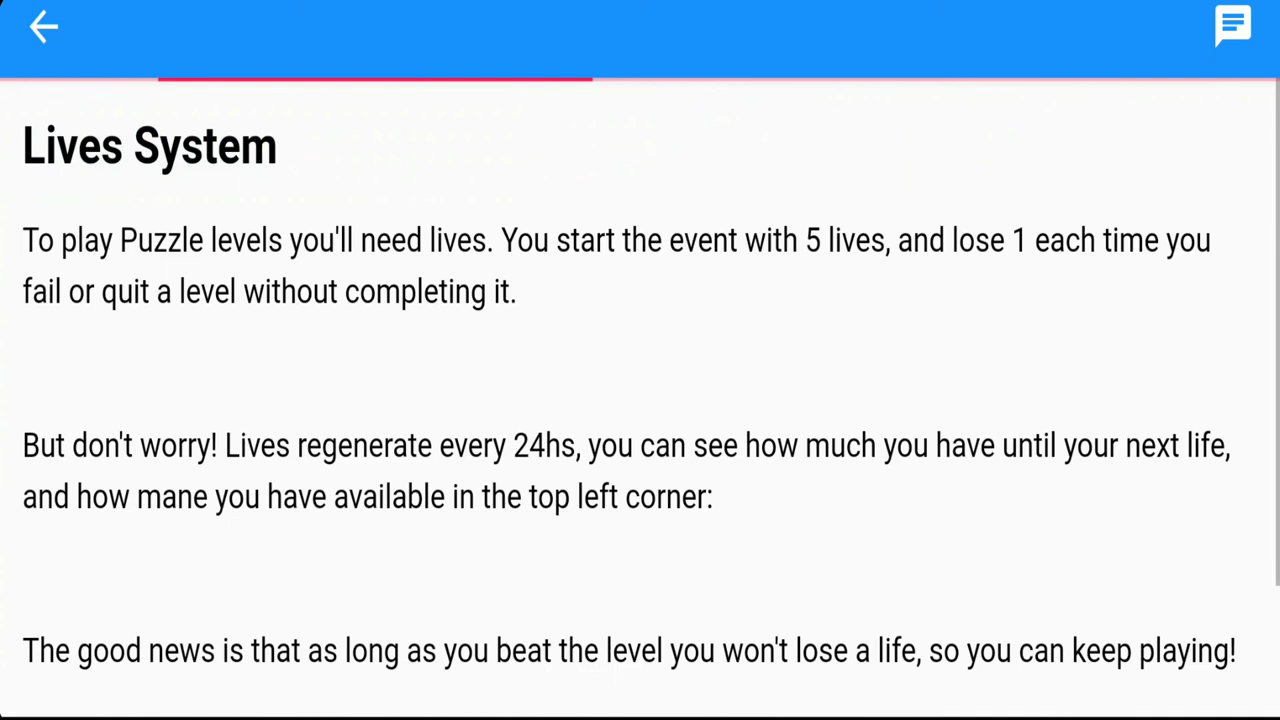 Lives System
To play Puzzle levels you'll need lives. You start the event with 5 lives, and lose 1 each time you
fail or quit a level without completing it.
But don't worry! Lives regenerate every 24hs, you can see how much you have until your next life,
and how mane you have available in the top left corner:
The good news is that as long as you beat the level you won't lose a life, so you can keep playing!